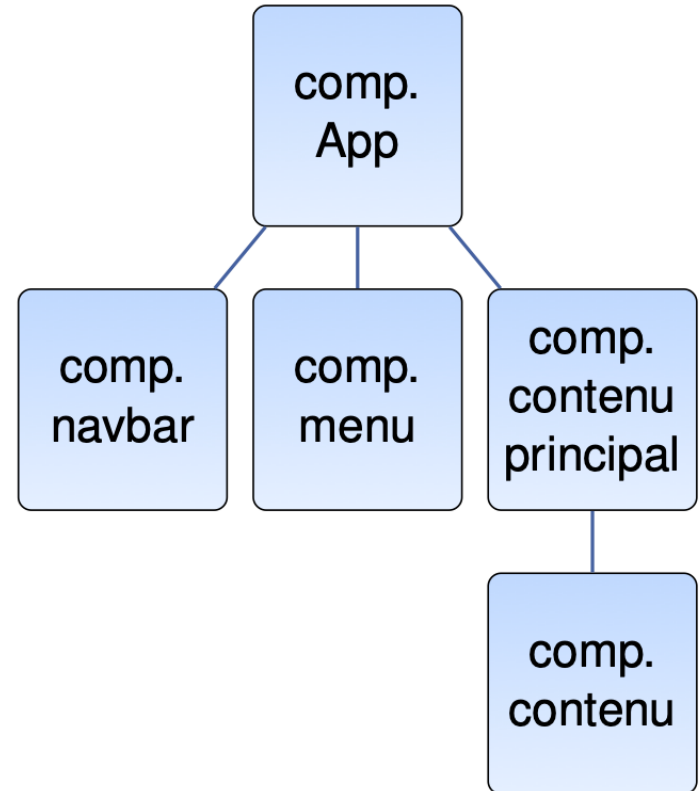 comp.
App
comp.
navbar
comp.
menu
comp.
contenu
principal
comp.
contenu